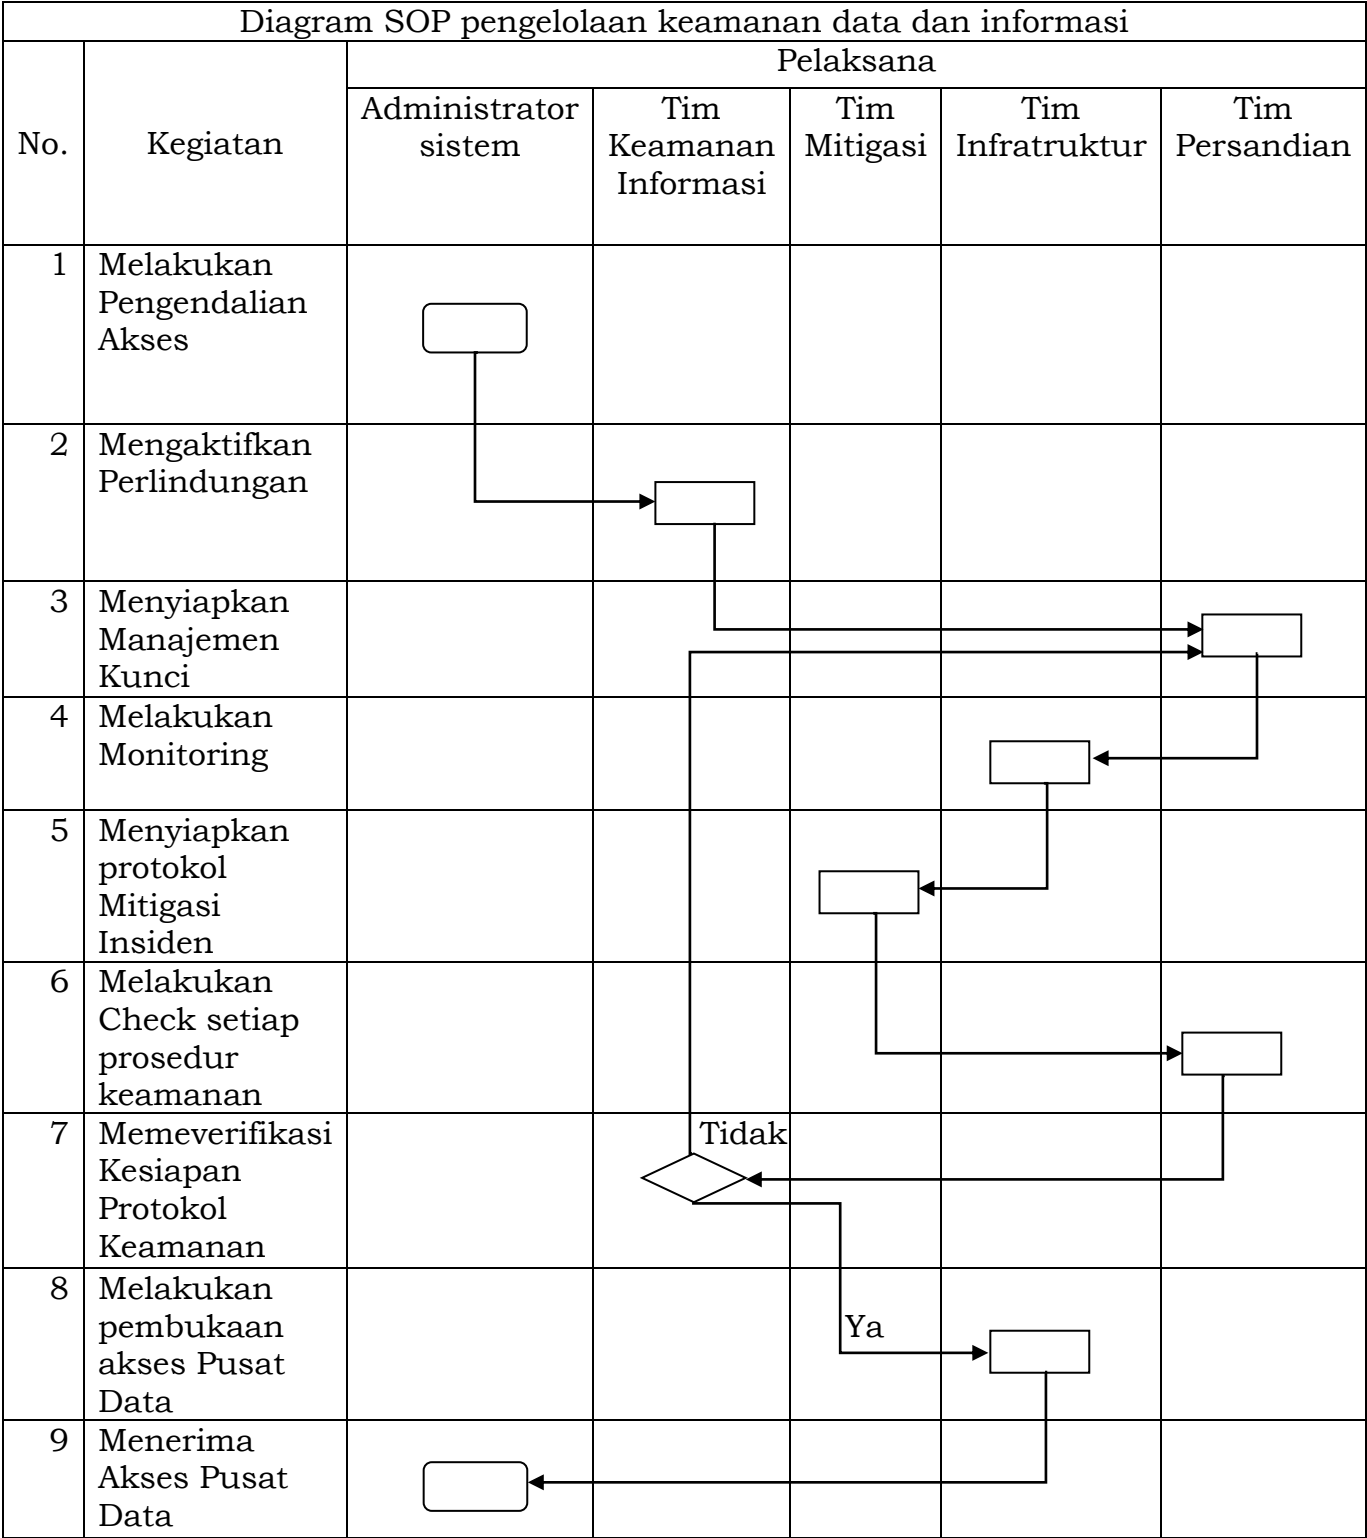 Diagram SOP pengelolaan keamanan data dan informasi
No.
Kegiatan
Pelaksana
Administrator
sistem
Tim
Keamanan
Informasi
Tim
Mitigasi
Tim
Infratruktur
Tim
Persandian
1
Melakukan
Pengendalian
Akses
2
Mengaktifkan
Perlindungan
3
Menyiapkan
Manajemen
Kunci
4
Melakukan
Monitoring
5
Menyiapkan
protokol
Mitigasi
Insiden
6
Melakukan
Check setiap
prosedur
keamanan
7
Memeverifikasi
Kesiapan
Protokol
Keamanan
Tidak
8
Melakukan
pembukaan
akses Pusat
Data
Ya
9
Menerima
Akses Pusat
Data